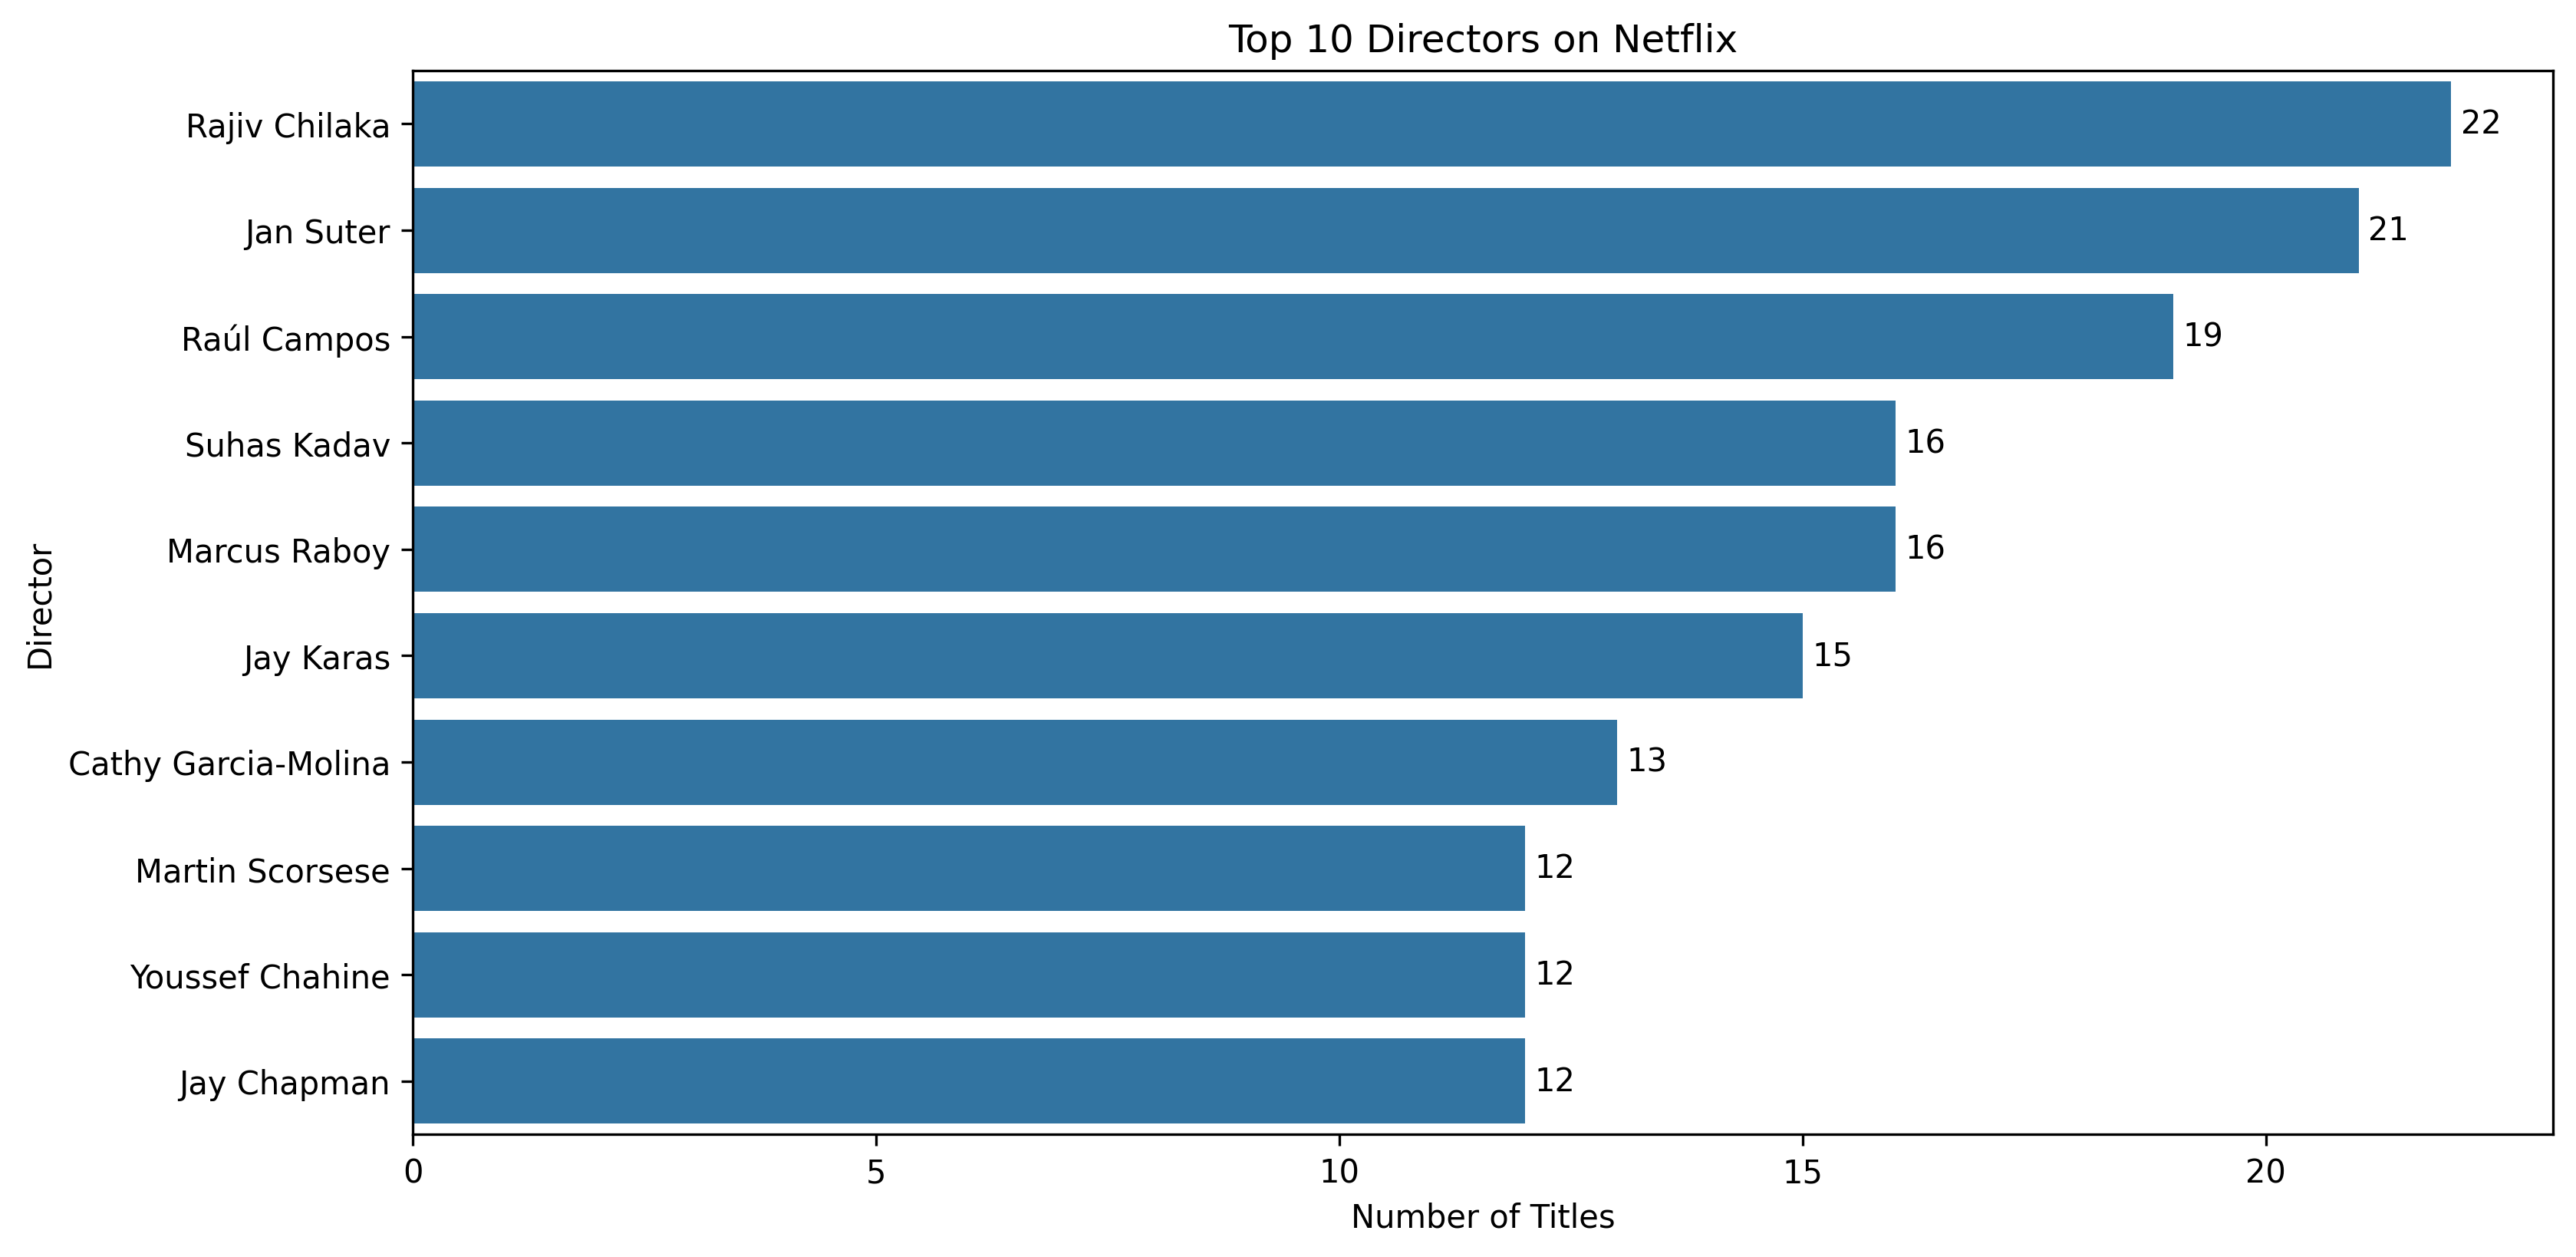 Top 10 Directors on Netflix
Director
Rajiv Chilaka 22
Jan Suter 21
Raúl Campos 19
Suhas Kadav 16
Marcus Raboy 16
Jay Karas 15
Cathy Garcia-Molina 13
Martin Scorsese 12
Youssef Chahine 12
Jay Chapman 12
0 5 10 15 20
Number of Titles